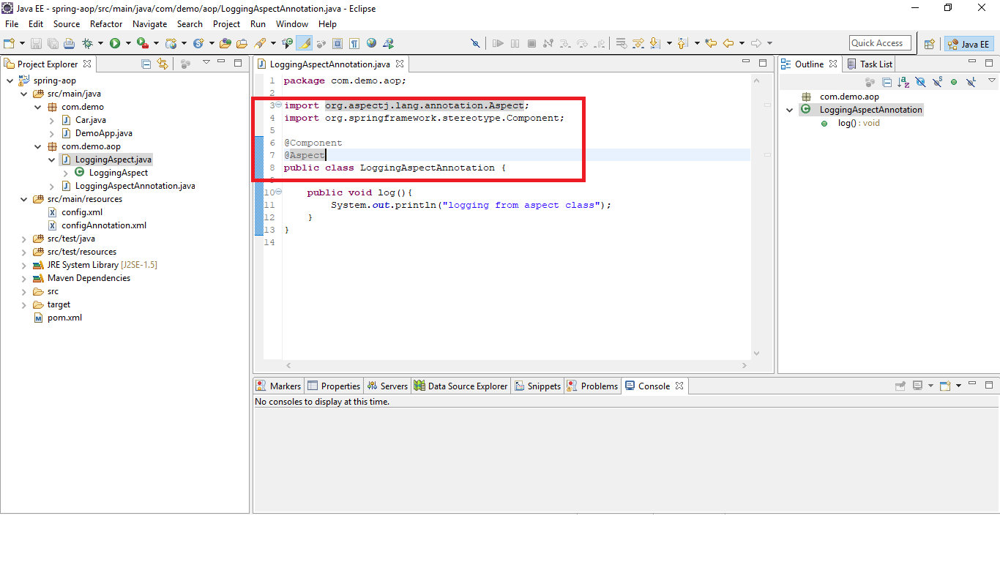 Java EE - spring-aop/src/main/java/com/demo/aop/LoggingAspectAnnotation.java - Eclipse
File Edit Source Refactor Navigate Search Project Run Window Help
Quick Access
Java EE
Project Explorer
spring-aop
src/main/java
com.demo
Car.java
DemoApp.java
com.demo.aop
LoggingAspect.java
LoggingAspect
LoggingAspectAnnotation.java
src/main/resources
config.xml
configAnnotation.xml
src/test/java
src/test/resources
JRE System Library [J2SE-1.5]
Maven Dependencies
src
target
pom.xml
LoggingAspectAnnotation.java
1 package com.demo.aop;
2
3 import org.aspectj.lang.annotation.Aspect;
4 import org.springframework.stereotype.Component;
5
6 @Component
7 @Aspect
8 public class LoggingAspectAnnotation {
10 public void log(){
11 System.out.println("logging from aspect class");
12 }
13 }
14
Outline Task List
com.demo.aop
LoggingAspectAnnotation
log() : void
Markers Properties Servers Data Source Explorer Snippets Problems Console
No consoles to display at this time.